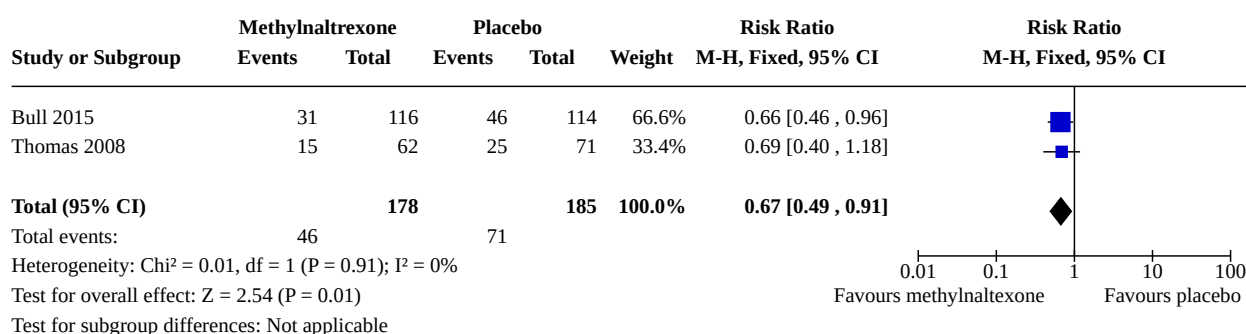 Methylnaltrexone Placebo Risk Ratio Risk Ratio
Study or Subgroup Events Total Events Total Weight M-H, Fixed, 95% CI M-H, Fixed, 95% CI
Bull 2015 31 116 46 114 66.6% 0.66 [0.46 , 0.96]
Thomas 2008 15 62 25 71 33.4% 0.69 [0.40 , 1.18]
Total (95% CI) 178 185 100.0% 0.67 [0.49 , 0.91]
Total events: 46 71
Heterogeneity: Chi² = 0.01, df = 1 (P = 0.91); I² = 0% 0.01 0.1 1 10 100
Test for overall effect: Z = 2.54 (P = 0.01) Favours methylnaltexone Favours placebo
Test for subgroup differences: Not applicable